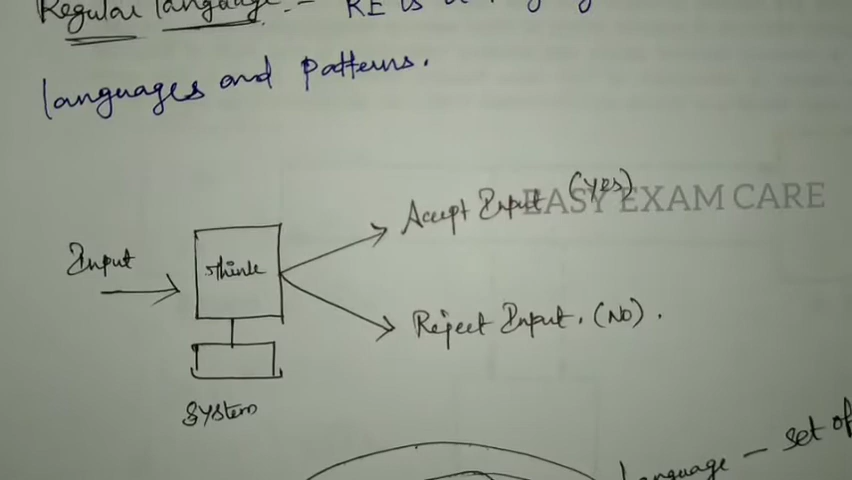 Regular language :- RE is a
languages and patterns.
Accept Input (yes)
EASY EXAM CARE
Input
think
Reject Input. (No).
System
language - set of